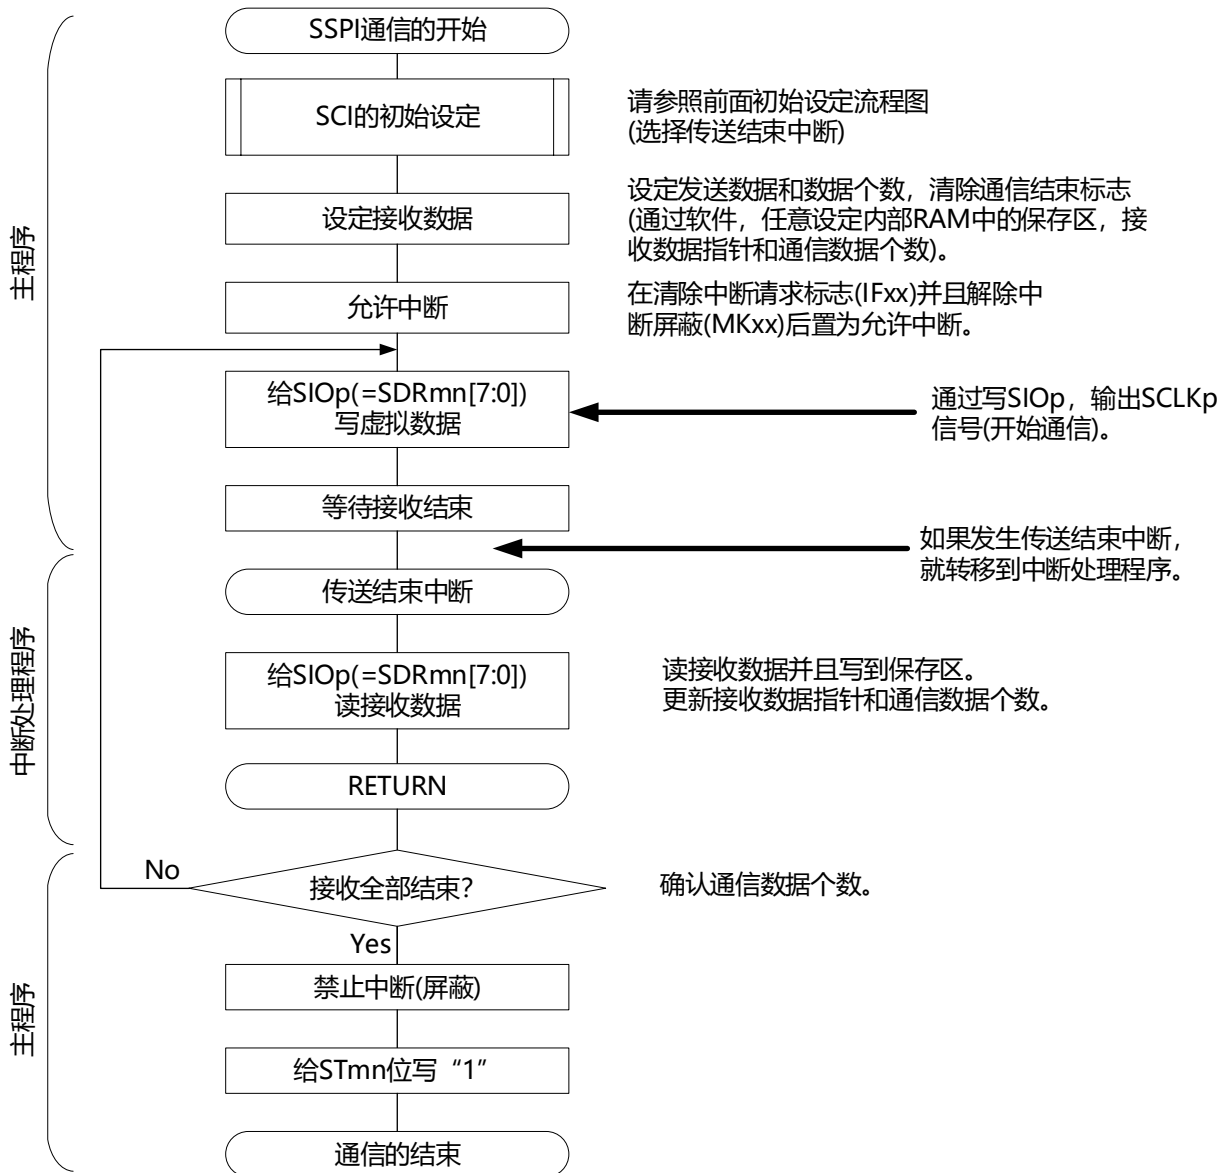 SSPI通信的开始
SCI的初始设定
请参照前面初始设定流程图
(选择传送结束中断)
设定接收数据
设定发送数据和数据个数，清除通信结束标志
(通过软件，任意设定内部RAM中的保存区，接
收数据指针和通信数据个数)。
主程序
允许中断
在清除中断请求标志(IFxx)并且解除中
断屏蔽(MKxx)后置为允许中断。
给SIOp(=SDRmn[7:0])
写虚拟数据
通过写SIOp，输出SCLKp
信号(开始通信)。
等待接收结束
如果发生传送结束中断，
就转移到中断处理程序。
传送结束中断
中断处理程序
给SIOp(=SDRmn[7:0])
读接收数据
读接收数据并且写到保存区。
更新接收数据指针和通信数据个数。
RETURN
No
接收全部结束？
确认通信数据个数。
Yes
主程序
禁止中断(屏蔽)
给STmn位写“1”
通信的结束